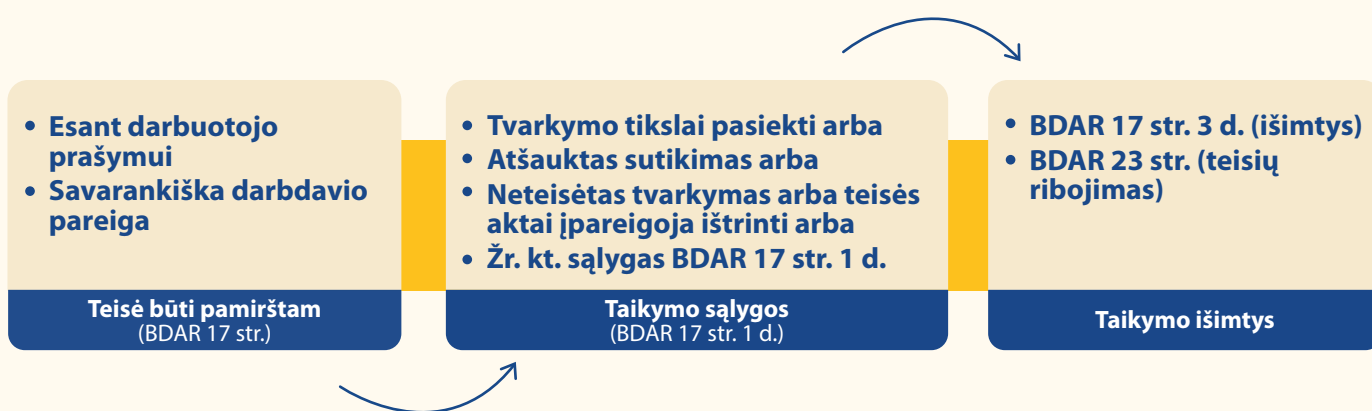 • Esant darbuotojo
prašymui
• Savarankiška darbdavio
pareiga
Teisė būti pamirštam
(BDAR 17 str.)
• Tvarkymo tikslai pasiekti arba
• Atšauktas sutikimas arba
• Neteisėtas tvarkymas arba teisės
aktai įpareigoja ištrinti arba
• Žr. kt. sąlygas BDAR 17 str. 1 d.
Taikymo sąlygos
(BDAR 17 str. 1 d.)
• BDAR 17 str. 3 d. (išimtys)
• BDAR 23 str. (teisių
ribojimas)
Taikymo išimtys